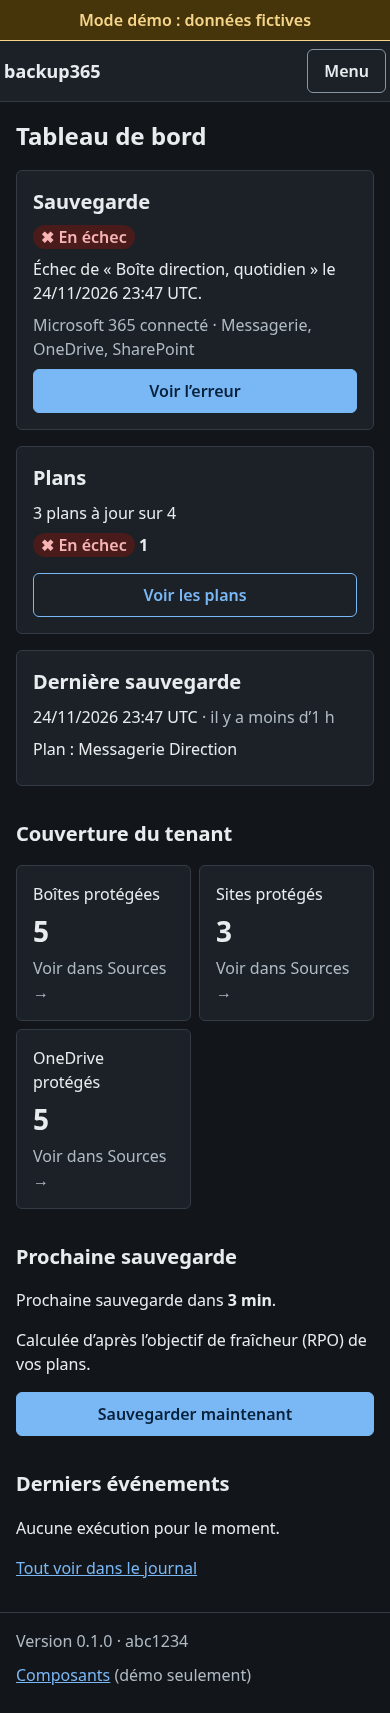 Mode démo : données fictives
backup365
Menu
Tableau de bord
Sauvegarde
✖ En échec
Échec de « Boîte direction, quotidien » le
24/11/2026 23:47 UTC.
Microsoft 365 connecté · Messagerie,
OneDrive, SharePoint
Voir l’erreur
Plans
3 plans à jour sur 4
✖ En échec 1
Voir les plans
Dernière sauvegarde
24/11/2026 23:47 UTC · il y a moins d’1 h
Plan : Messagerie Direction
Couverture du tenant
Boîtes protégées
5
Voir dans Sources
→
Sites protégés
3
Voir dans Sources
→
OneDrive
protégés
5
Voir dans Sources
→
Prochaine sauvegarde
Prochaine sauvegarde dans 3 min.
Calculée d’après l’objectif de fraîcheur (RPO) de
vos plans.
Sauvegarder maintenant
Derniers événements
Aucune exécution pour le moment.
Tout voir dans le journal
Version 0.1.0 · abc1234
Composants (démo seulement)